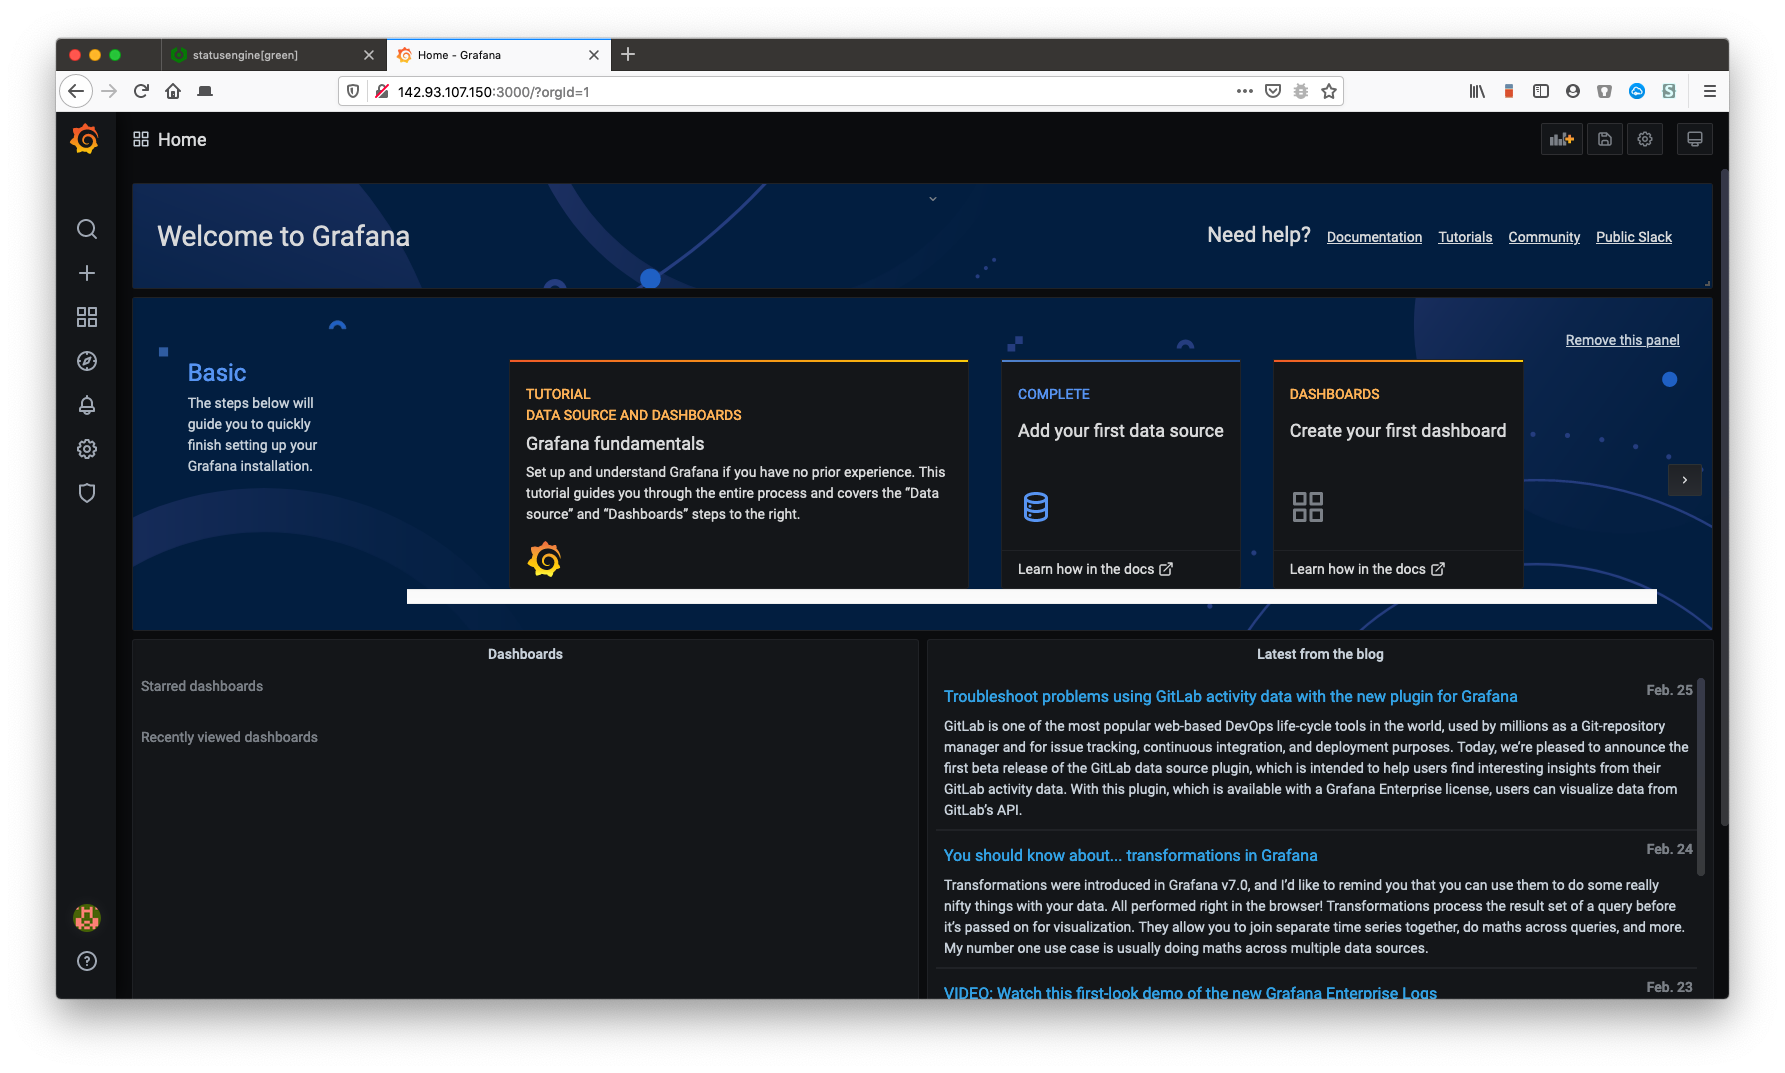 statusengine[green]
Home - Grafana
142.93.107.150:3000/?orgId=1
Home
Welcome to Grafana
Need help?
Documentation
Tutorials
Community
Public Slack
Remove this panel
Basic
The steps below will
guide you to quickly
finish setting up your
Grafana installation.
TUTORIAL
DATA SOURCE AND DASHBOARDS
Grafana fundamentals
Set up and understand Grafana if you have no prior experience. This
tutorial guides you through the entire process and covers the “Data
source” and “Dashboards” steps to the right.
COMPLETE
Add your first data source
Learn how in the docs
DASHBOARDS
Create your first dashboard
Learn how in the docs
Dashboards
Starred dashboards
Recently viewed dashboards
Latest from the blog
Troubleshoot problems using GitLab activity data with the new plugin for Grafana
Feb. 25
GitLab is one of the most popular web-based DevOps life-cycle tools in the world, used by millions as a Git-repository
manager and for issue tracking, continuous integration, and deployment purposes. Today, we’re pleased to announce the
first beta release of the GitLab data source plugin, which is intended to help users find interesting insights from their
GitLab activity data. With this plugin, which is available with a Grafana Enterprise license, users can visualize data from
GitLab’s API.
You should know about... transformations in Grafana
Feb. 24
Transformations were introduced in Grafana v7.0, and I’d like to remind you that you can use them to do some really
nifty things with your data. All performed right in the browser! Transformations process the result set of a query before
it’s passed on for visualization. They allow you to join separate time series together, do maths across queries, and more.
My number one use case is usually doing maths across multiple data sources.
VIDEO: Watch this first-look demo of the new Grafana Enterprise Logs
Feb. 23